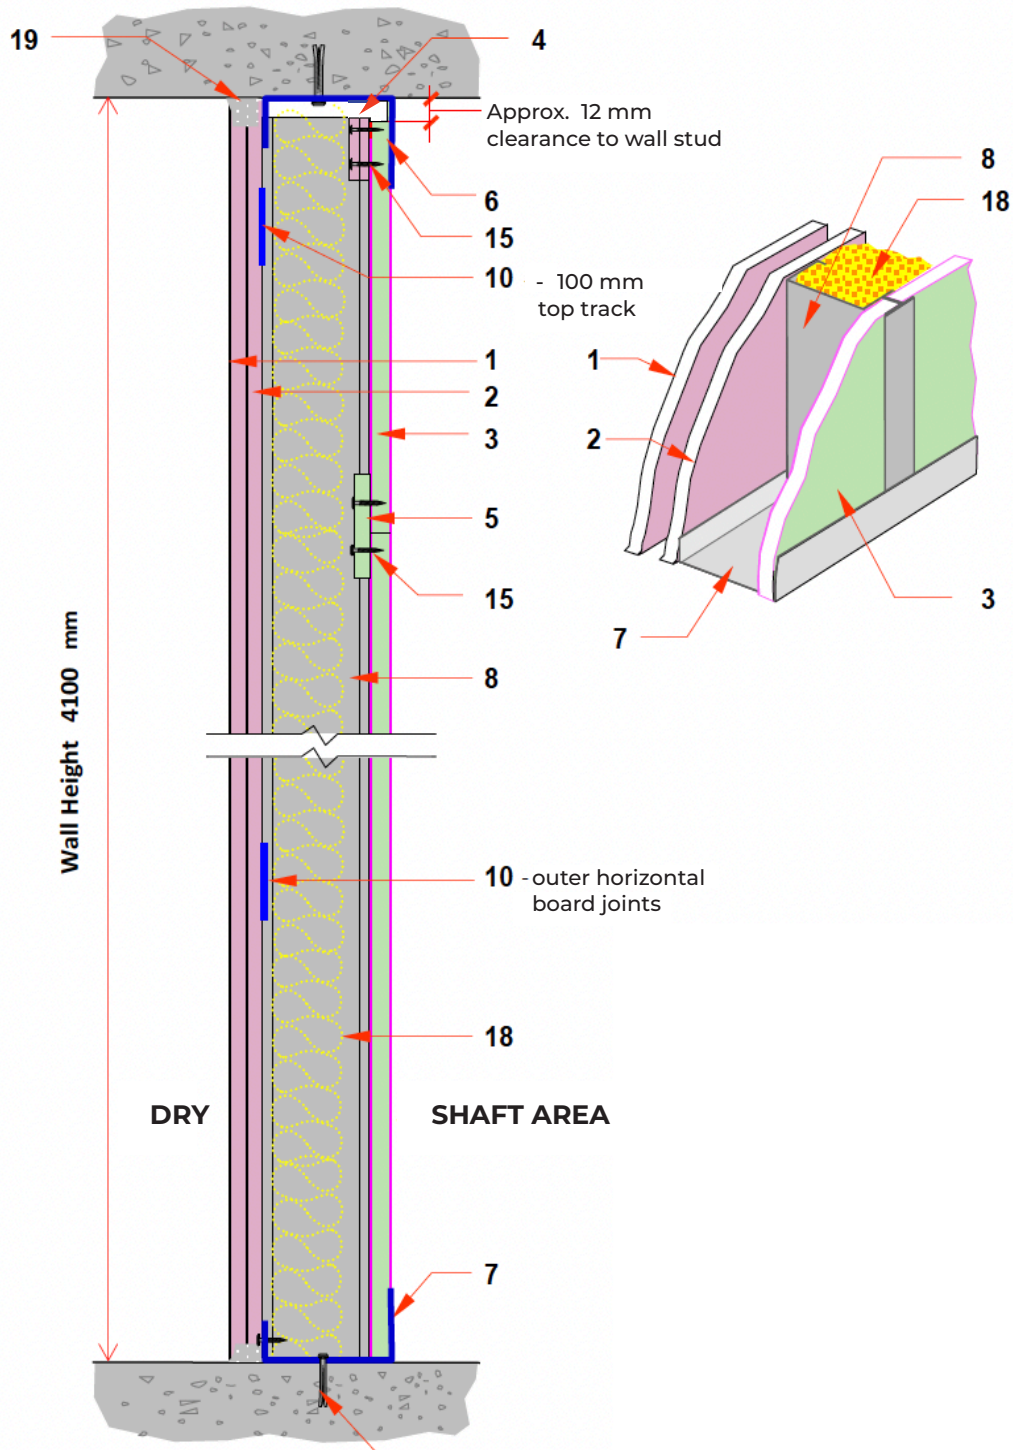 19
4
Approx. 12 mm
clearance to wall stud
6
15
10 - 100 mm
top track
1
2
3
5
15
8
Wall Height 4100 mm
10 - outer horizontal
board joints
18
DRY
SHAFT AREA
7
8
18
1
2
3
7